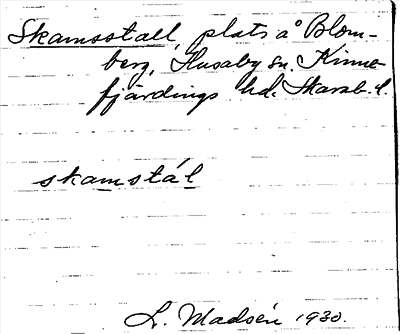 Skamsstall, plats å Blom-
berg, Husaby sn. Kinne-
fjärdings hd. Skarab. l.
skamstål
L. Madsén 1930.